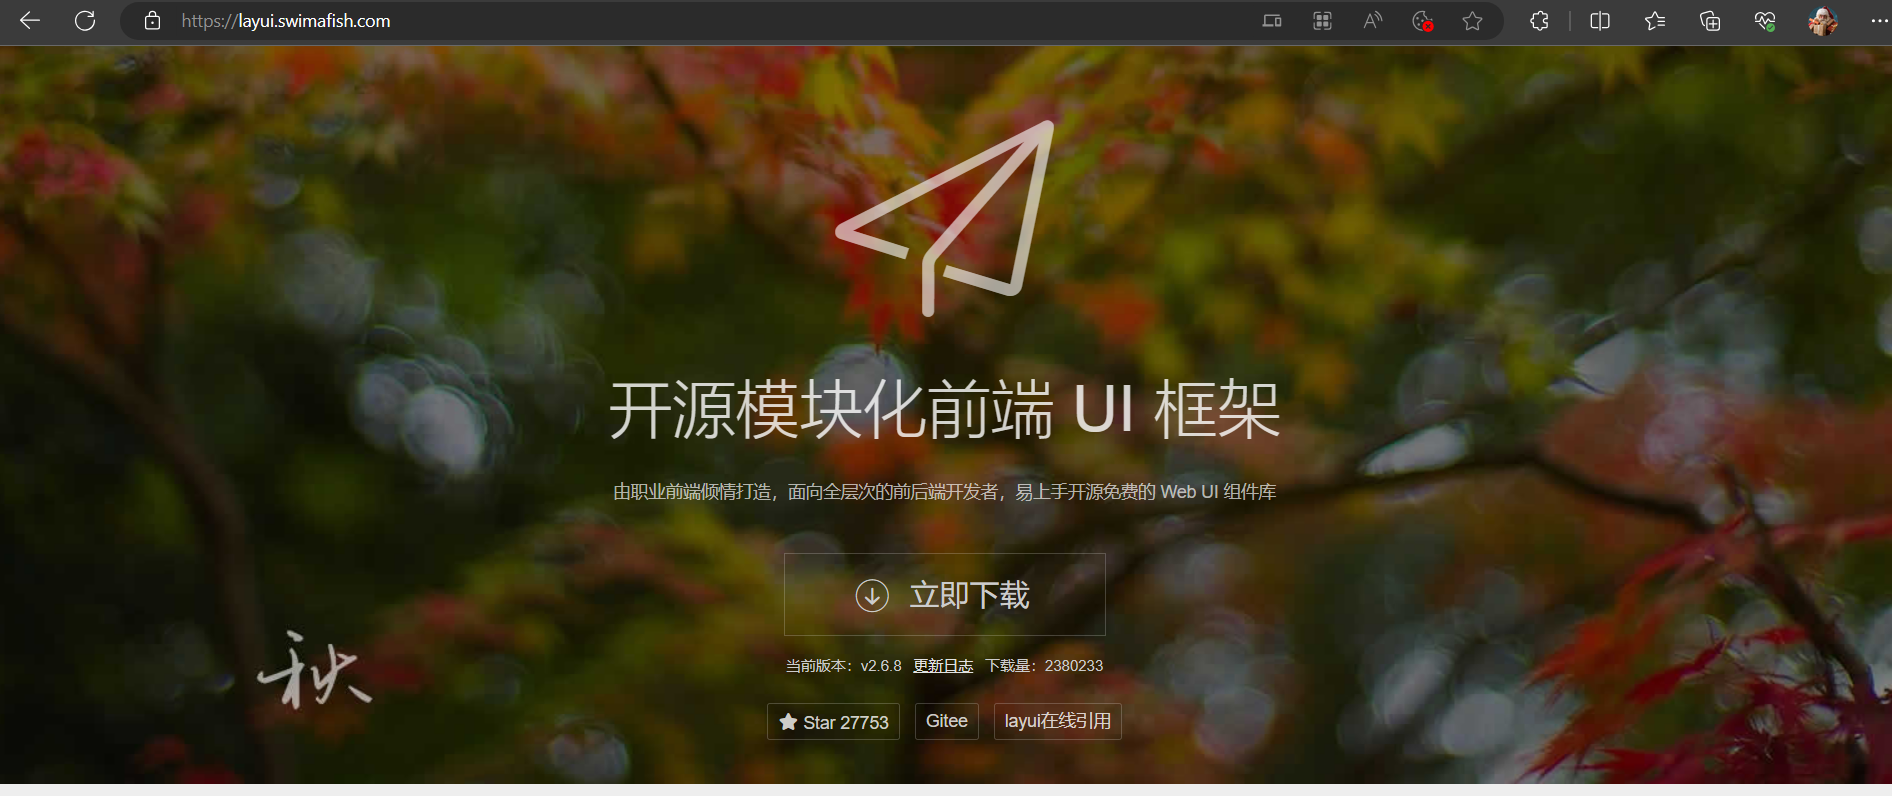 https://layui.swimafish.com
开源模块化前端 UI 框架
由职业前端倾情打造，面向全层次的前后端开发者，易上手开源免费的 Web UI 组件库
立即下载
当前版本：v2.6.8 更新日志 下载量：2380233
秋
Star 27753 Gitee layui在线引用